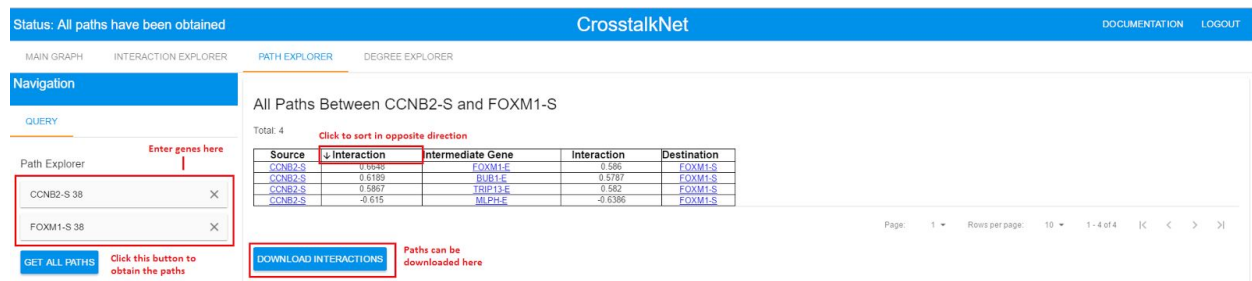 Status: All paths have been obtained
CrosstalkNet
DOCUMENTATION LOGOUT
MAIN GRAPH INTERACTION EXPLORER PATH EXPLORER DEGREE EXPLORER
Navigation
QUERY
Enter genes here
Path Explorer
CCNB2-S 38 ×
FOXM1-S 38 ×
GET ALL PATHS
Click this button to
obtain the paths
All Paths Between CCNB2-S and FOXM1-S
Total: 4
Click to sort in opposite direction
Source ↓ Interaction Intermediate Gene Interaction Destination
CCNB2-S 0.6648 FOXM1-E 0.586 FOXM1-S
CCNB2-S 0.6189 BUB1-E 0.5787 FOXM1-S
CCNB2-S 0.5867 TRIP13-E 0.582 FOXM1-S
CCNB2-S -0.615 MLPH-E -0.6386 FOXM1-S
Page: 1 Rows per page: 10 1 - 4 of 4 |< < > >|
DOWNLOAD INTERACTIONS
Paths can be
downloaded here